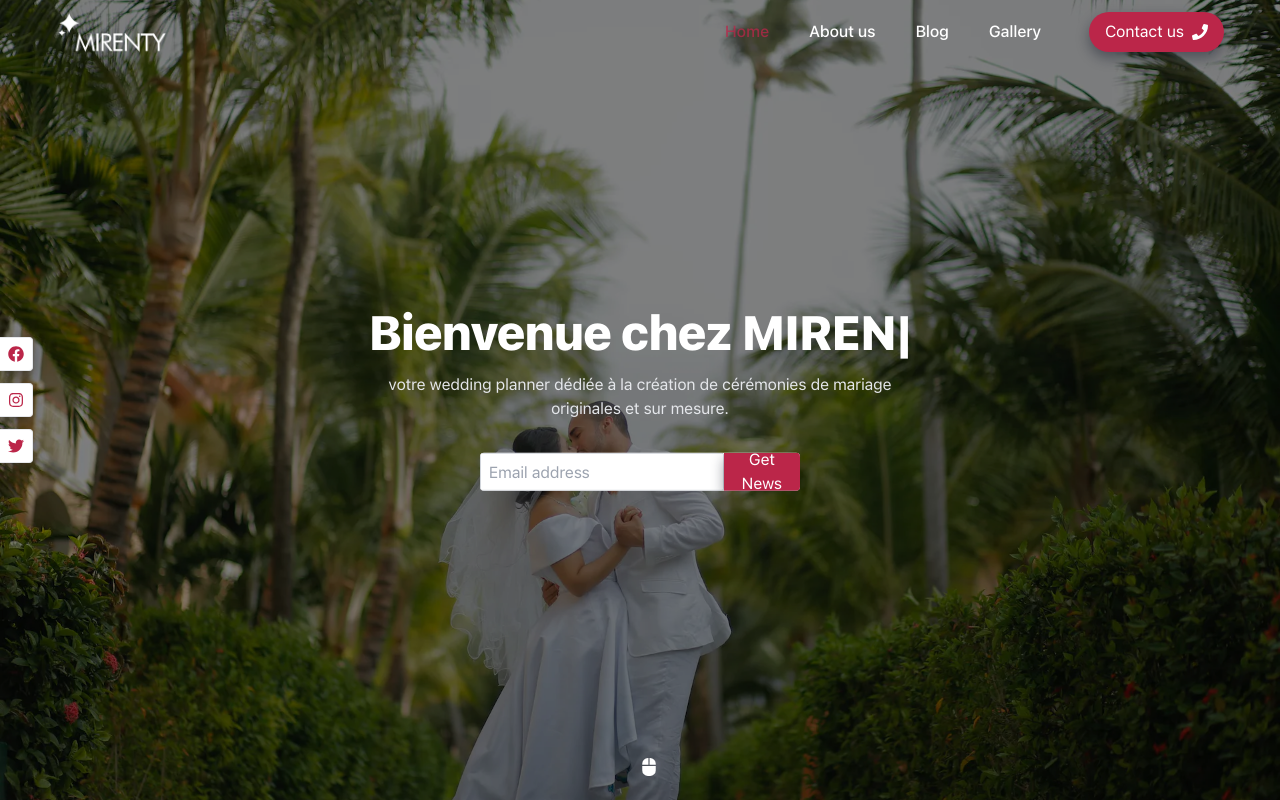 MIRENTY
Home
About us
Blog
Gallery
Contact us
Bienvenue chez MIREN|
votre wedding planner dédiée à la création de cérémonies de mariage
originales et sur mesure.
Email address
Get
News